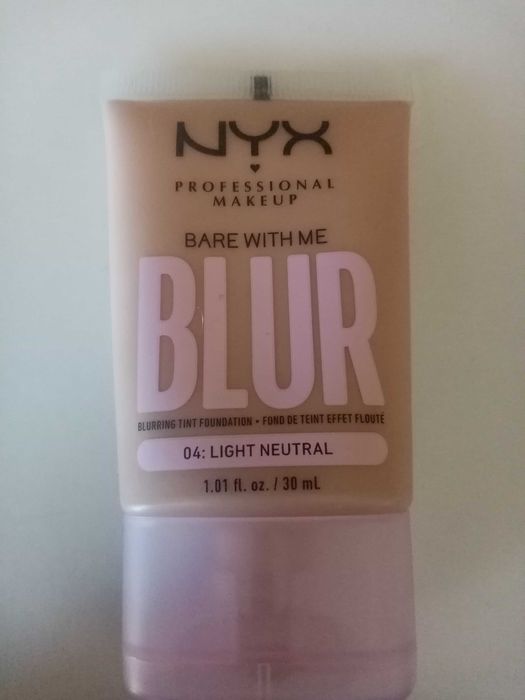 NYX
PROFESSIONAL
MAKEUP
BARE WITH ME
BLUR
BLURRING TINT FOUNDATION • FOND DE TEINT EFFET FLOUTÉ
04: LIGHT NEUTRAL
1.01 fl. oz. / 30 mL